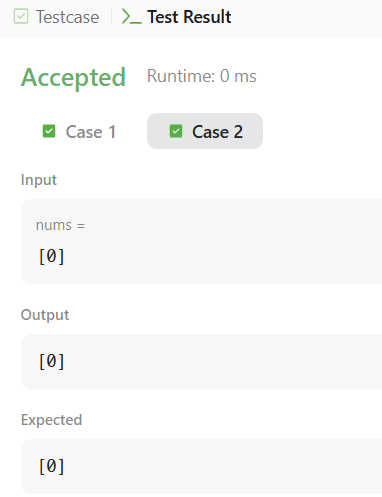 Testcase Test Result
Accepted Runtime: 0 ms
Case 1 Case 2
Input
nums =
[0]
Output
[0]
Expected
[0]